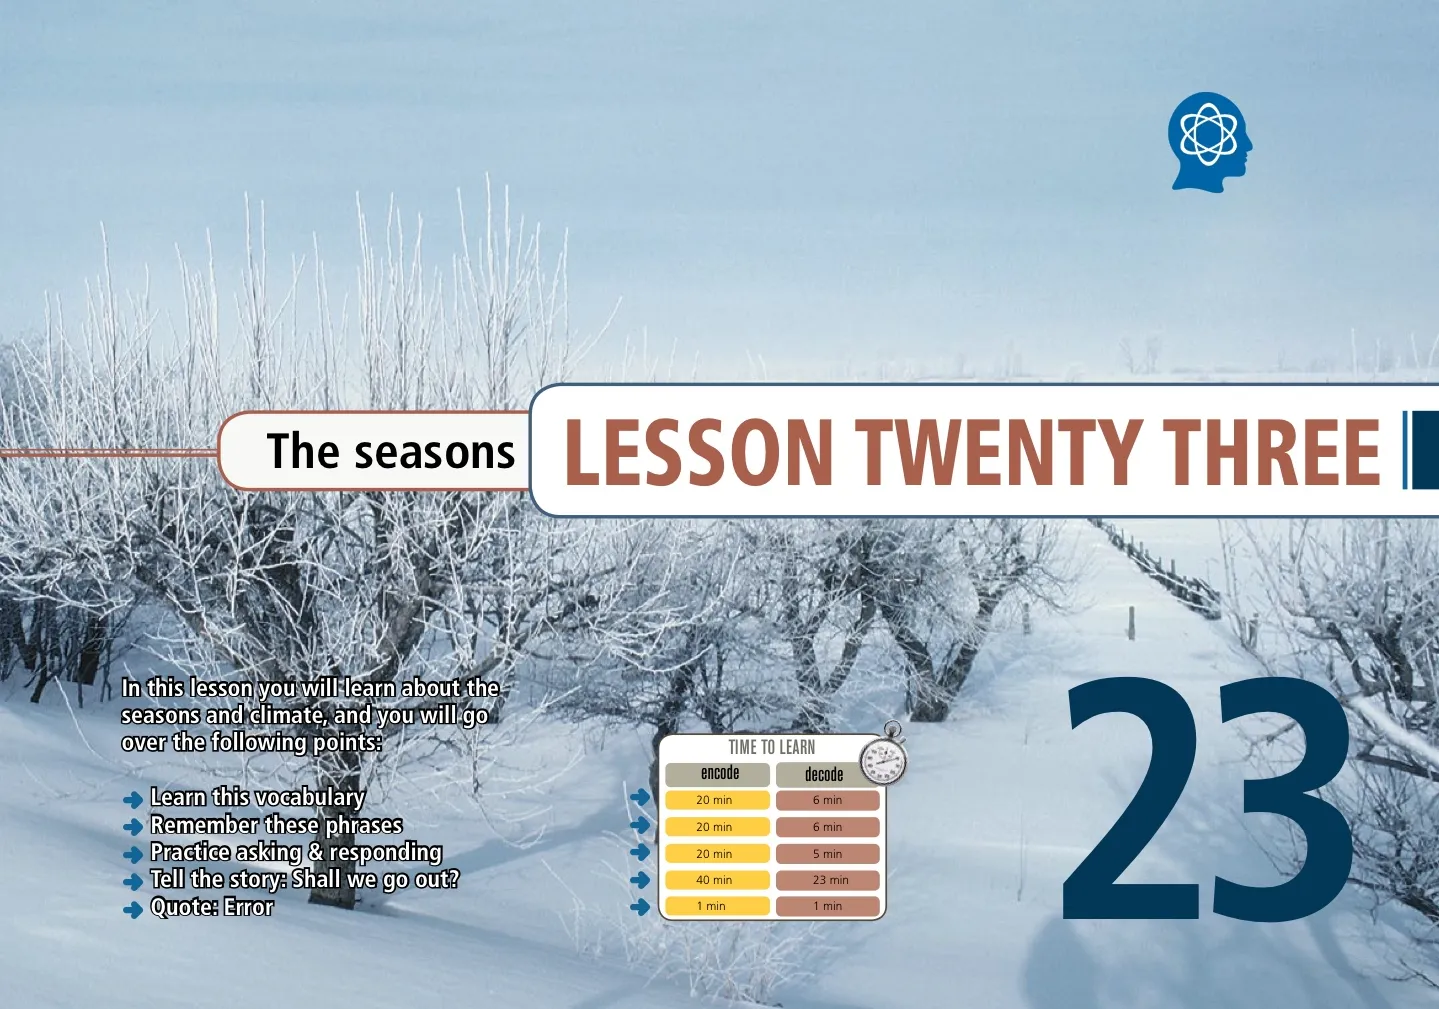 The seasons
LESSON TWENTY THREE
In this lesson you will learn about the
seasons and climate, and you will go
over the following points:
Learn this vocabulary
Remember these phrases
Practice asking & responding
Tell the story: Shall we go out?
Quote: Error
TIME TO LEARN
encode decode
20 min 6 min
20 min 6 min
20 min 5 min
40 min 23 min
1 min 1 min
23